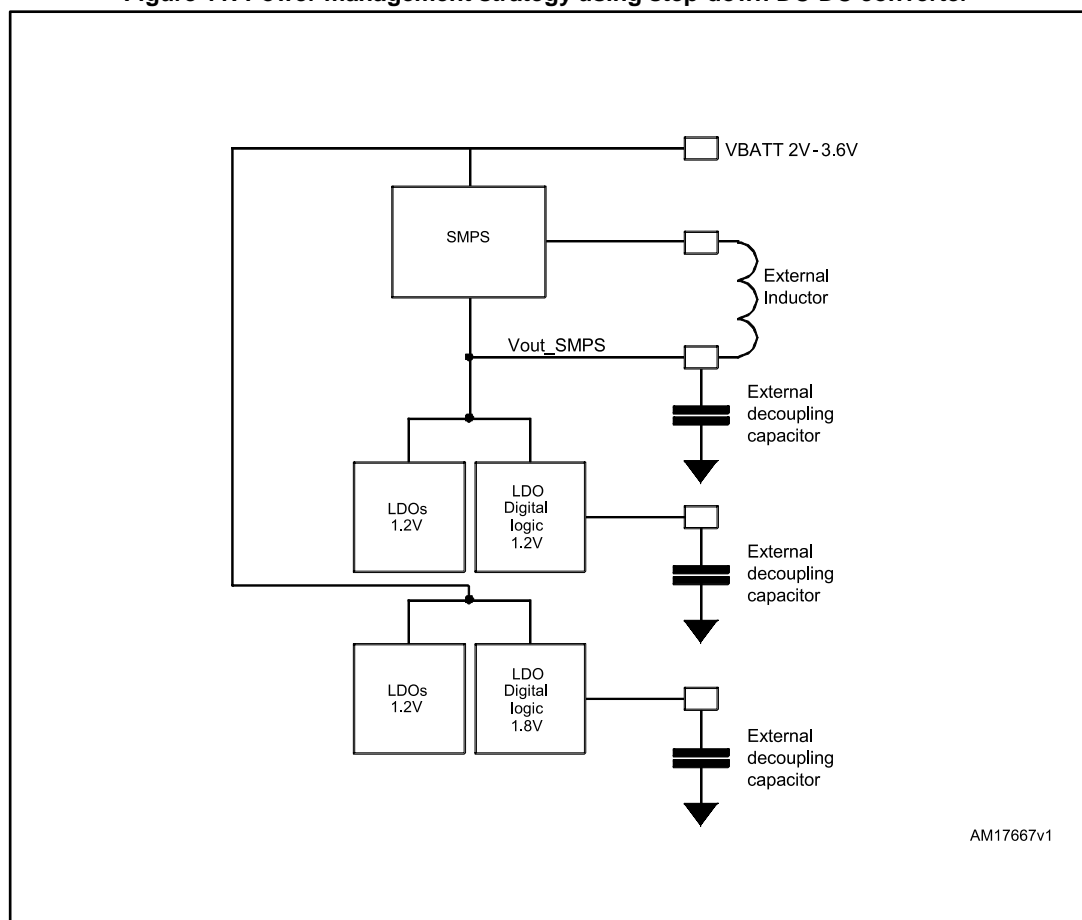 VBATT 2V-3.6V
SMPS
External
Inductor
Vout_SMPS
External
decoupling
capacitor
LDOs
1.2V
LDO
Digital
logic
1.2V
External
decoupling
capacitor
LDOs
1.2V
LDO
Digital
logic
1.8V
External
decoupling
capacitor
AM17667v1